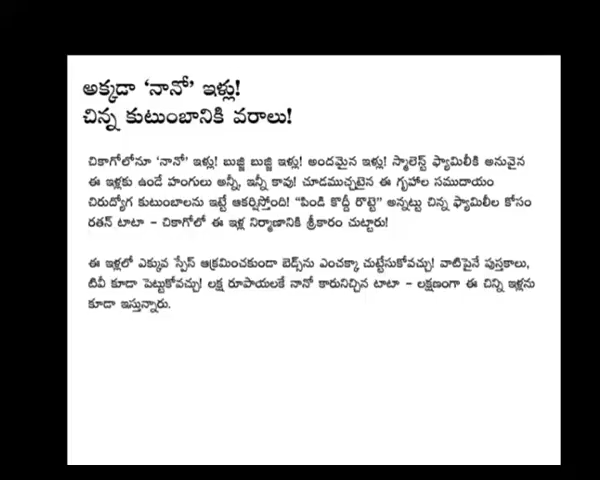 అక్కడా ‘నానో’ ఇళ్లు!
చిన్న కుటుంబానికి వరాలు!
చికాగోలోనూ ‘నానో’ ఇళ్లు! బుజ్జి బుజ్జి ఇళ్లు! అందమైన ఇళ్లు! స్మాలెస్ట్ ఫ్యామిలీకి అనువైన
ఈ ఇళ్లకు ఉండే హంగులు అన్నీ, ఇన్నీ కావు! చూడముచ్చటైన ఈ గృహాల సముదాయం
చిరుద్యోగ కుటుంబాలను ఇట్టే ఆకర్షిస్తోంది! “పిండి కొద్దీ రొట్టె” అన్నట్టు చిన్న ఫ్యామిలీల కోసం
రతన్ టాటా - చికాగోలో ఈ ఇళ్ల నిర్మాణానికి శ్రీకారం చుట్టారు!
ఈ ఇళ్లలో ఎక్కువ స్పేస్ ఆక్రమించకుండా బెడ్స్‌ను ఎంచక్కా చుట్టేసుకోవచ్చు! వాటిపైనే పుస్తకాలు,
టివీ కూడా పెట్టుకోవచ్చు! లక్ష రూపాయలకే నానో కారునిచ్చిన టాటా - లక్షణంగా ఈ చిన్ని ఇళ్లను
కూడా ఇస్తున్నారు.